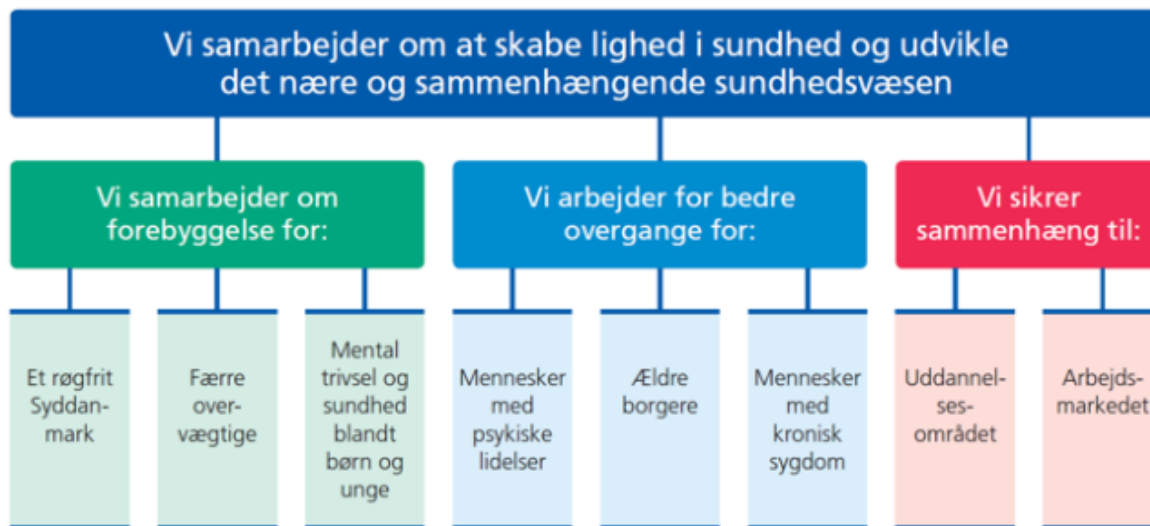 Vi samarbejder om at skabe lighed i sundhed og udvikle
det nære og sammenhængende sundhedsvæsen
Vi samarbejder om
forebyggelse for:
Vi arbejder for bedre
overgange for:
Vi sikrer
sammenhæng til:
Et røgfrit
Syddan-
mark
Færre
over-
vægtige
Mental
trivsel og
sundhed
blandt
børn og
unge
Mennesker
med
psykiske
lidelser
Ældre
borgere
Mennesker
med
kronisk
sygdom
Uddannel-
ses-
området
Arbejds-
markedet